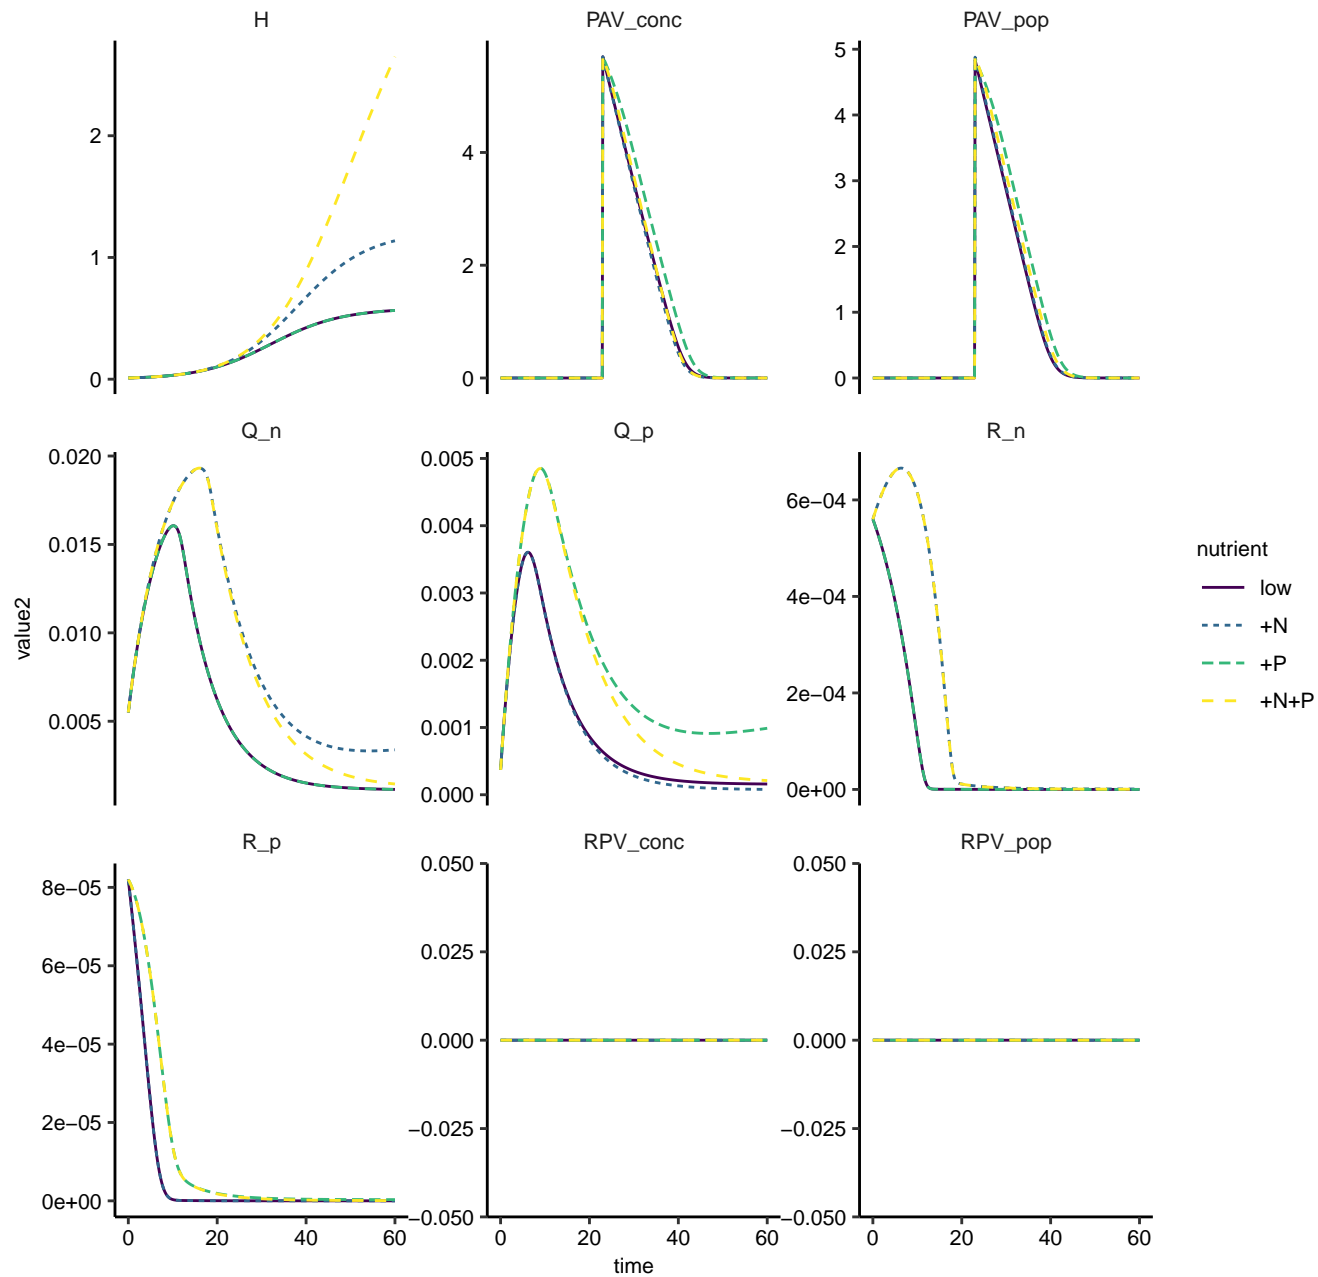 H
PAV_conc
PAV_pop
2
1
0
4
2
0
5
4
3
2
1
0
Q_n
Q_p
R_n
0.020
0.015
0.010
0.005
0.005
0.004
0.003
0.002
0.001
0.000
6e−04
4e−04
2e−04
0e+00
R_p
RPV_conc
RPV_pop
8e−05
6e−05
4e−05
2e−05
0e+00
0.050
0.025
0.000
−0.025
−0.050
0.050
0.025
0.000
−0.025
−0.050
0 20 40 60
0 20 40 60
0 20 40 60
time
value2
nutrient
low
+N
+P
+N+P